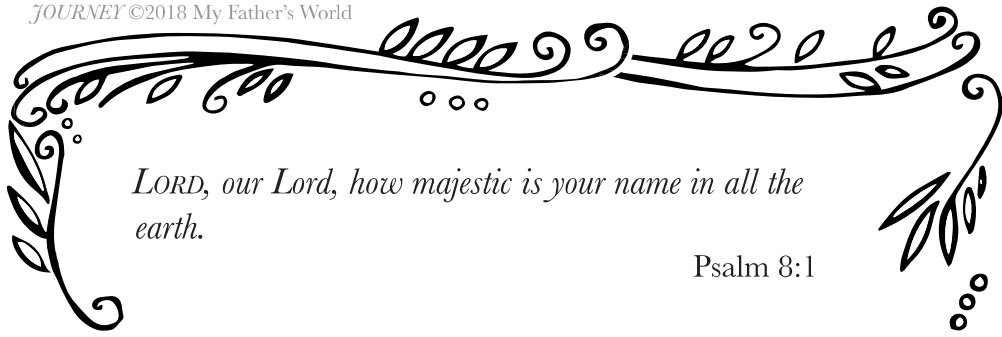 JOURNEY ©2018 My Father’s World
LORD, our Lord, how majestic is your name in all the
earth.
Psalm 8:1